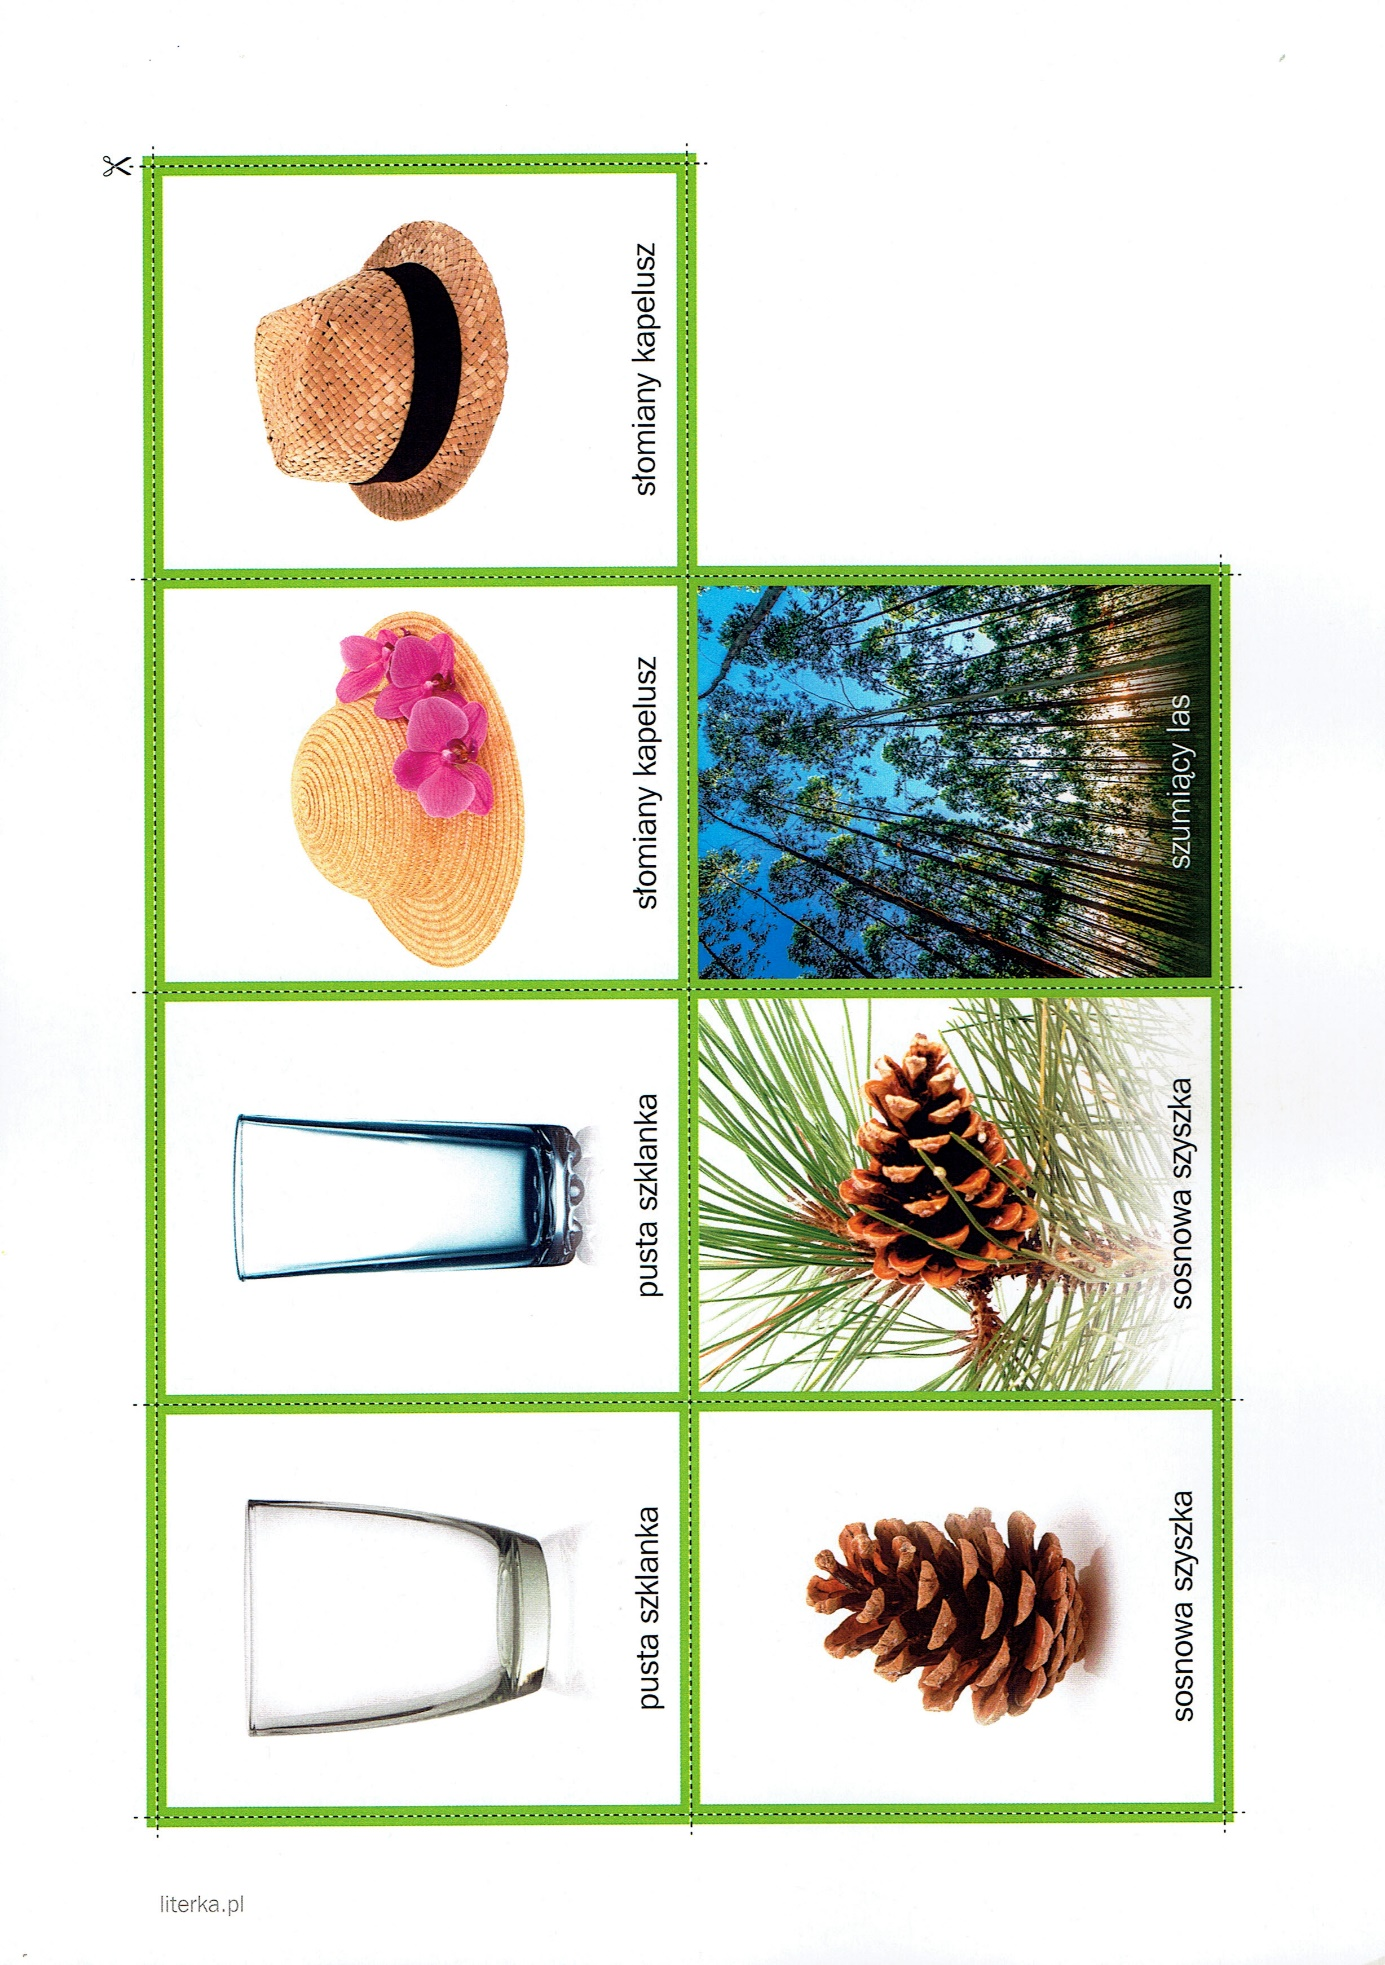 pusta szklanka
pusta szklanka
słomiany kapelusz
słomiany kapelusz
sosnowa szyszka
sosnowa szyszka
szumiący las
literka.pl